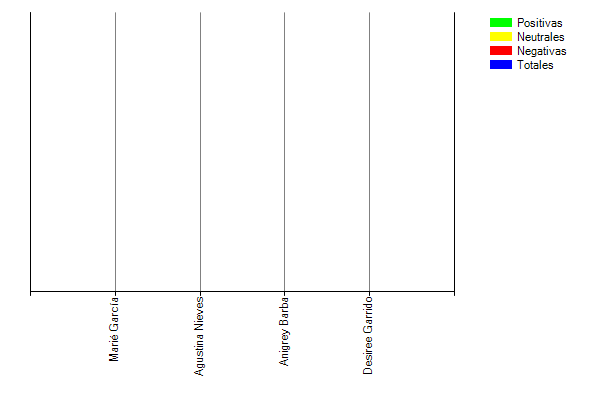 Positivas
Neutrales
Negativas
Totales
Marié García
Agustina Nieves
Anigrey Barba
Desiree Garrido